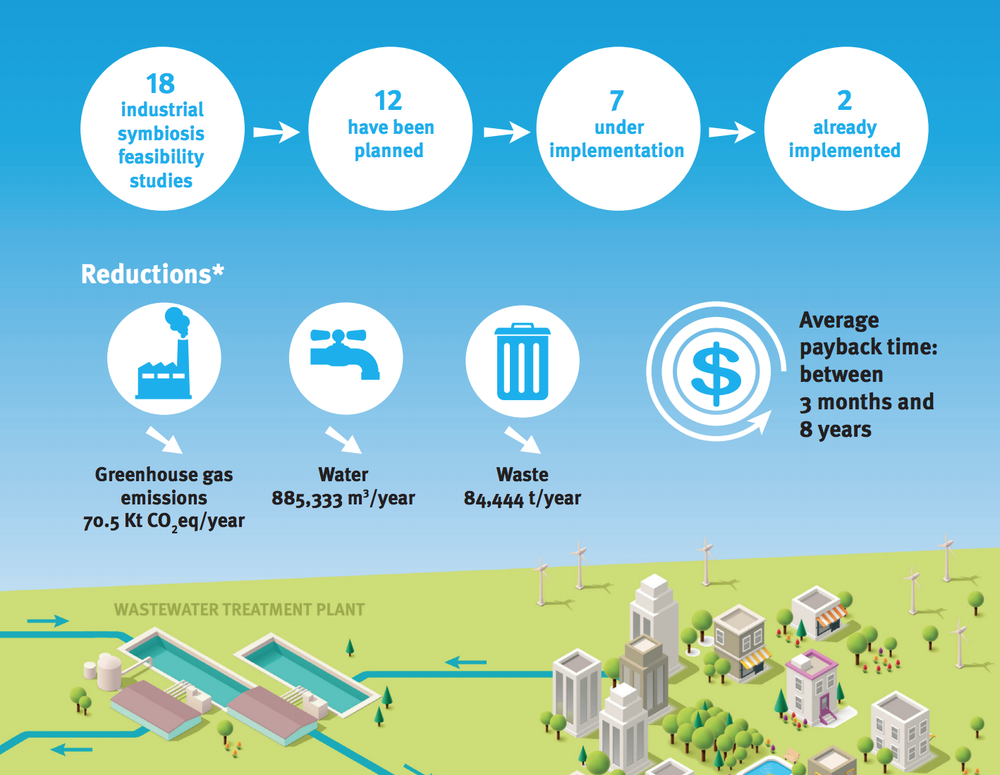 18
industrial
symbiosis
feasibility
studies
12
have been
planned
7
under
implementation
2
already
implemented
Reductions*
Greenhouse gas
emissions
70.5 Kt CO₂eq/year
Water
885,333 m³/year
Waste
84,444 t/year
$
Average
payback time:
between
3 months and
8 years
WASTEWATER TREATMENT PLANT